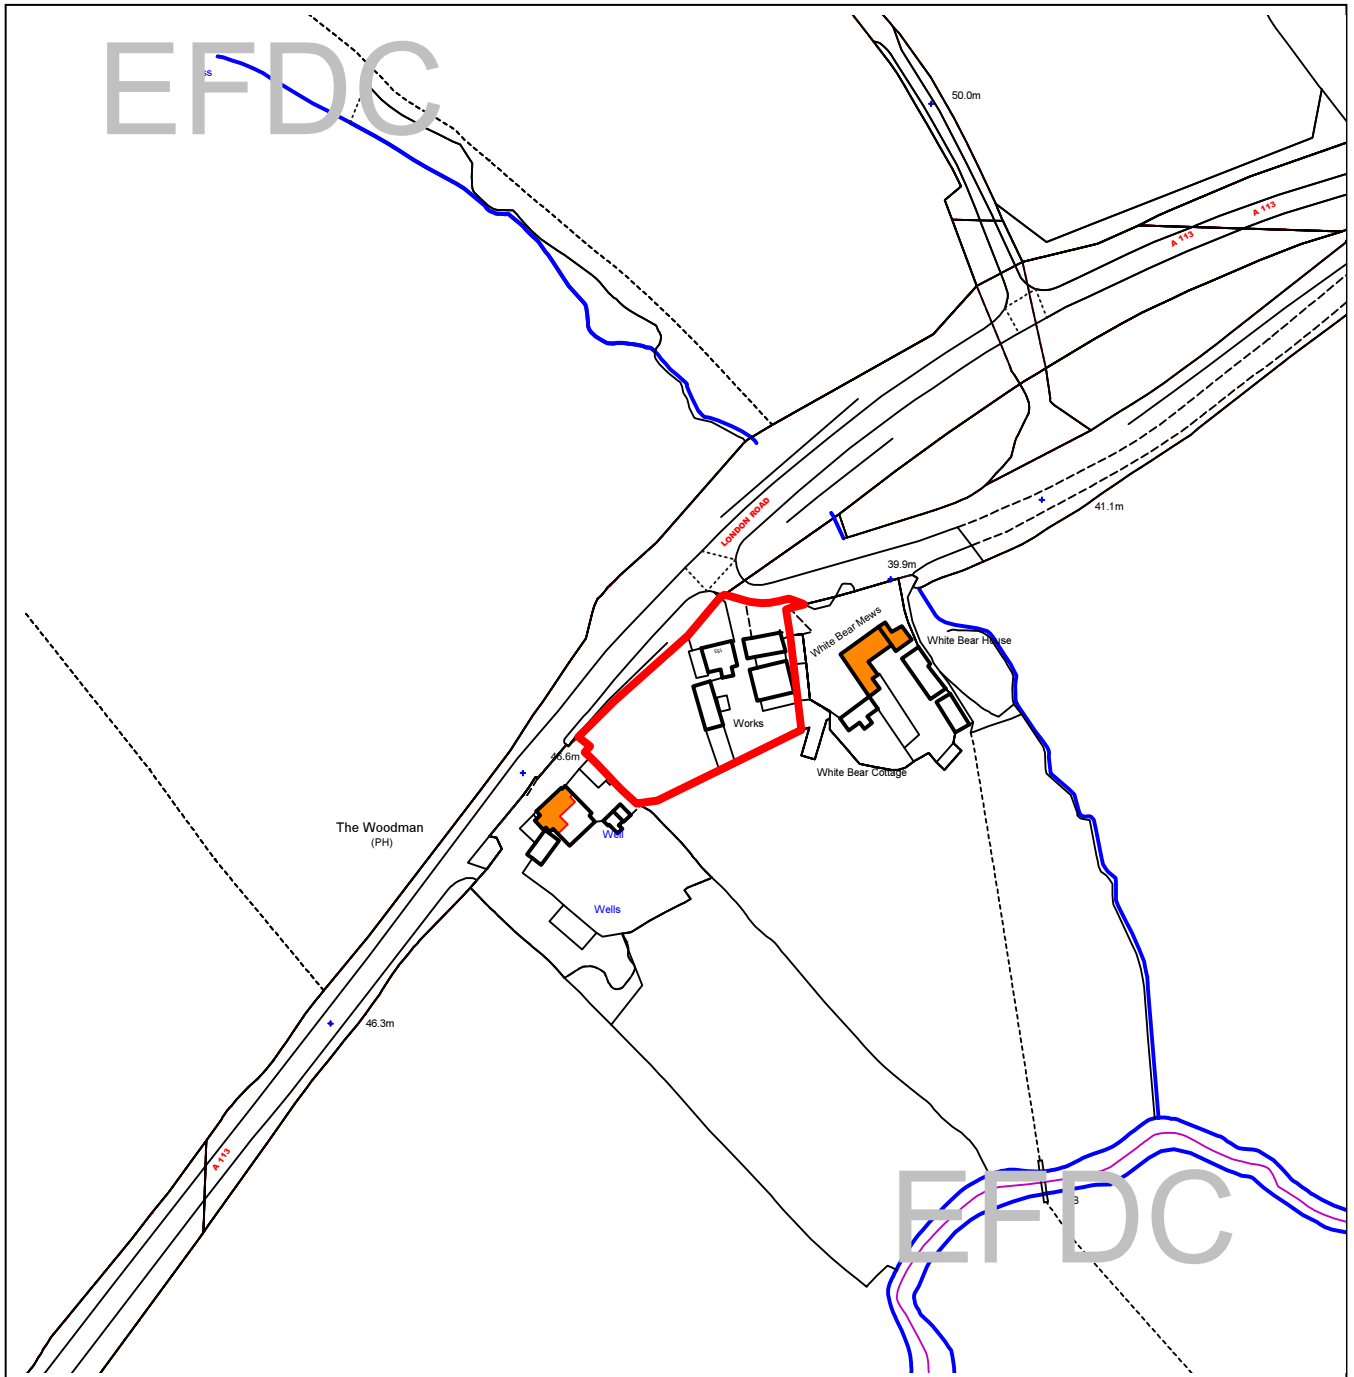 EFDC
50.0m
A 113
A 113
41.1m
LONDON ROAD
39.9m
White Bear Mews
White Bear House
Works
46.6m
White Bear Cottage
The Woodman
(PH)
Well
Wells
46.3m
A 113
EFDC